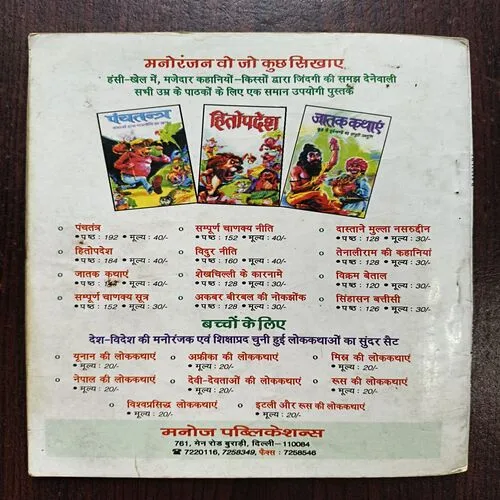 मनोरंजन वो जो कुछ सिखाए
हंसी-खेल में, मजेदार कहानियों-किस्सों द्वारा जिंदगी की समझ देनेवाली
सभी उम्र के पाठकों के लिए एक समान उपयोगी पुस्तकें
पंचतन्त्र
हितोपदेश
जातक कथाएं
○ पंचतंत्र
• पृष्ठ : 192 • मूल्य : 40/-
○ सम्पूर्ण चाणक्य नीति
• पृष्ठ : 152 • मूल्य : 40/-
○ दास्ताने मुल्ला नसरुद्दीन
• पृष्ठ : 128 • मूल्य : 30/-
○ हितोपदेश
• पृष्ठ : 184 • मूल्य : 40/-
○ विदुर नीति
• पृष्ठ : 160 • मूल्य : 40/-
○ तेनालीराम की कहानियां
• पृष्ठ : 128 • मूल्य : 30/-
○ जातक कथाएं
• पृष्ठ : • मूल्य : 40/-
○ शेखचिल्ली के कारनामे
• पृष्ठ : 128 • मूल्य : 30/-
○ विक्रम बेताल
• पृष्ठ : 120 • मूल्य : 30/-
○ सम्पूर्ण चाणक्य सूत्र
• पृष्ठ : 152 • मूल्य : 40/-
○ अकबर बीरबल की नोकझोंक
• पृष्ठ : 128 • मूल्य : 30/-
○ सिंहासन बत्तीसी
• पृष्ठ : 126 • मूल्य : 30/-
बच्चों के लिए
देश-विदेश की मनोरंजक एवं शिक्षाप्रद चुनी हुई लोककथाओं का सुंदर सैट
○ यूनान की लोककथाएं
• मूल्य : 20/-
○ अफ्रीका की लोककथाएं
• मूल्य : 20/-
○ मिस्र की लोककथाएं
• मूल्य : 20/-
○ नेपाल की लोककथाएं
• मूल्य : 20/-
○ देवी-देवताओं की लोककथाएं
• मूल्य : 20/-
○ रूस की लोककथाएं
• मूल्य : 20/-
○ विश्वप्रसिद्ध लोककथाएं
• मूल्य : 20/-
○ इटली और रूस की लोककथाएं
• मूल्य : 20/-
मनोज पब्लिकेशन्स
761, मेन रोड बुराड़ी, दिल्ली-110084
☎ 7220116, 7258349, फैक्स : 7258546